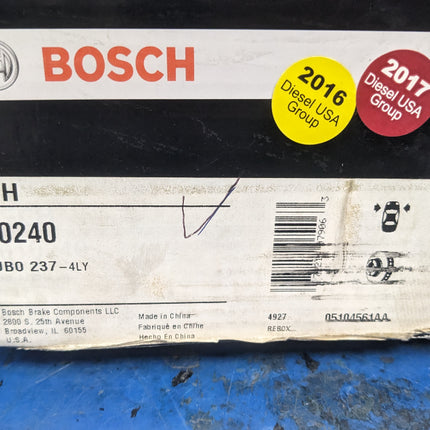 BOSCH
2016
Diesel USA
Group
2017
Diesel USA
Group
H
0240
0B0 237-4LY
Bosch Brake Components LLC
2800 S. 25th Avenue
Broadview, IL 60155
U.S.A.
Made in China
Fabriqué en Chine
Hecho En China
4927
REBOX
05104561AA